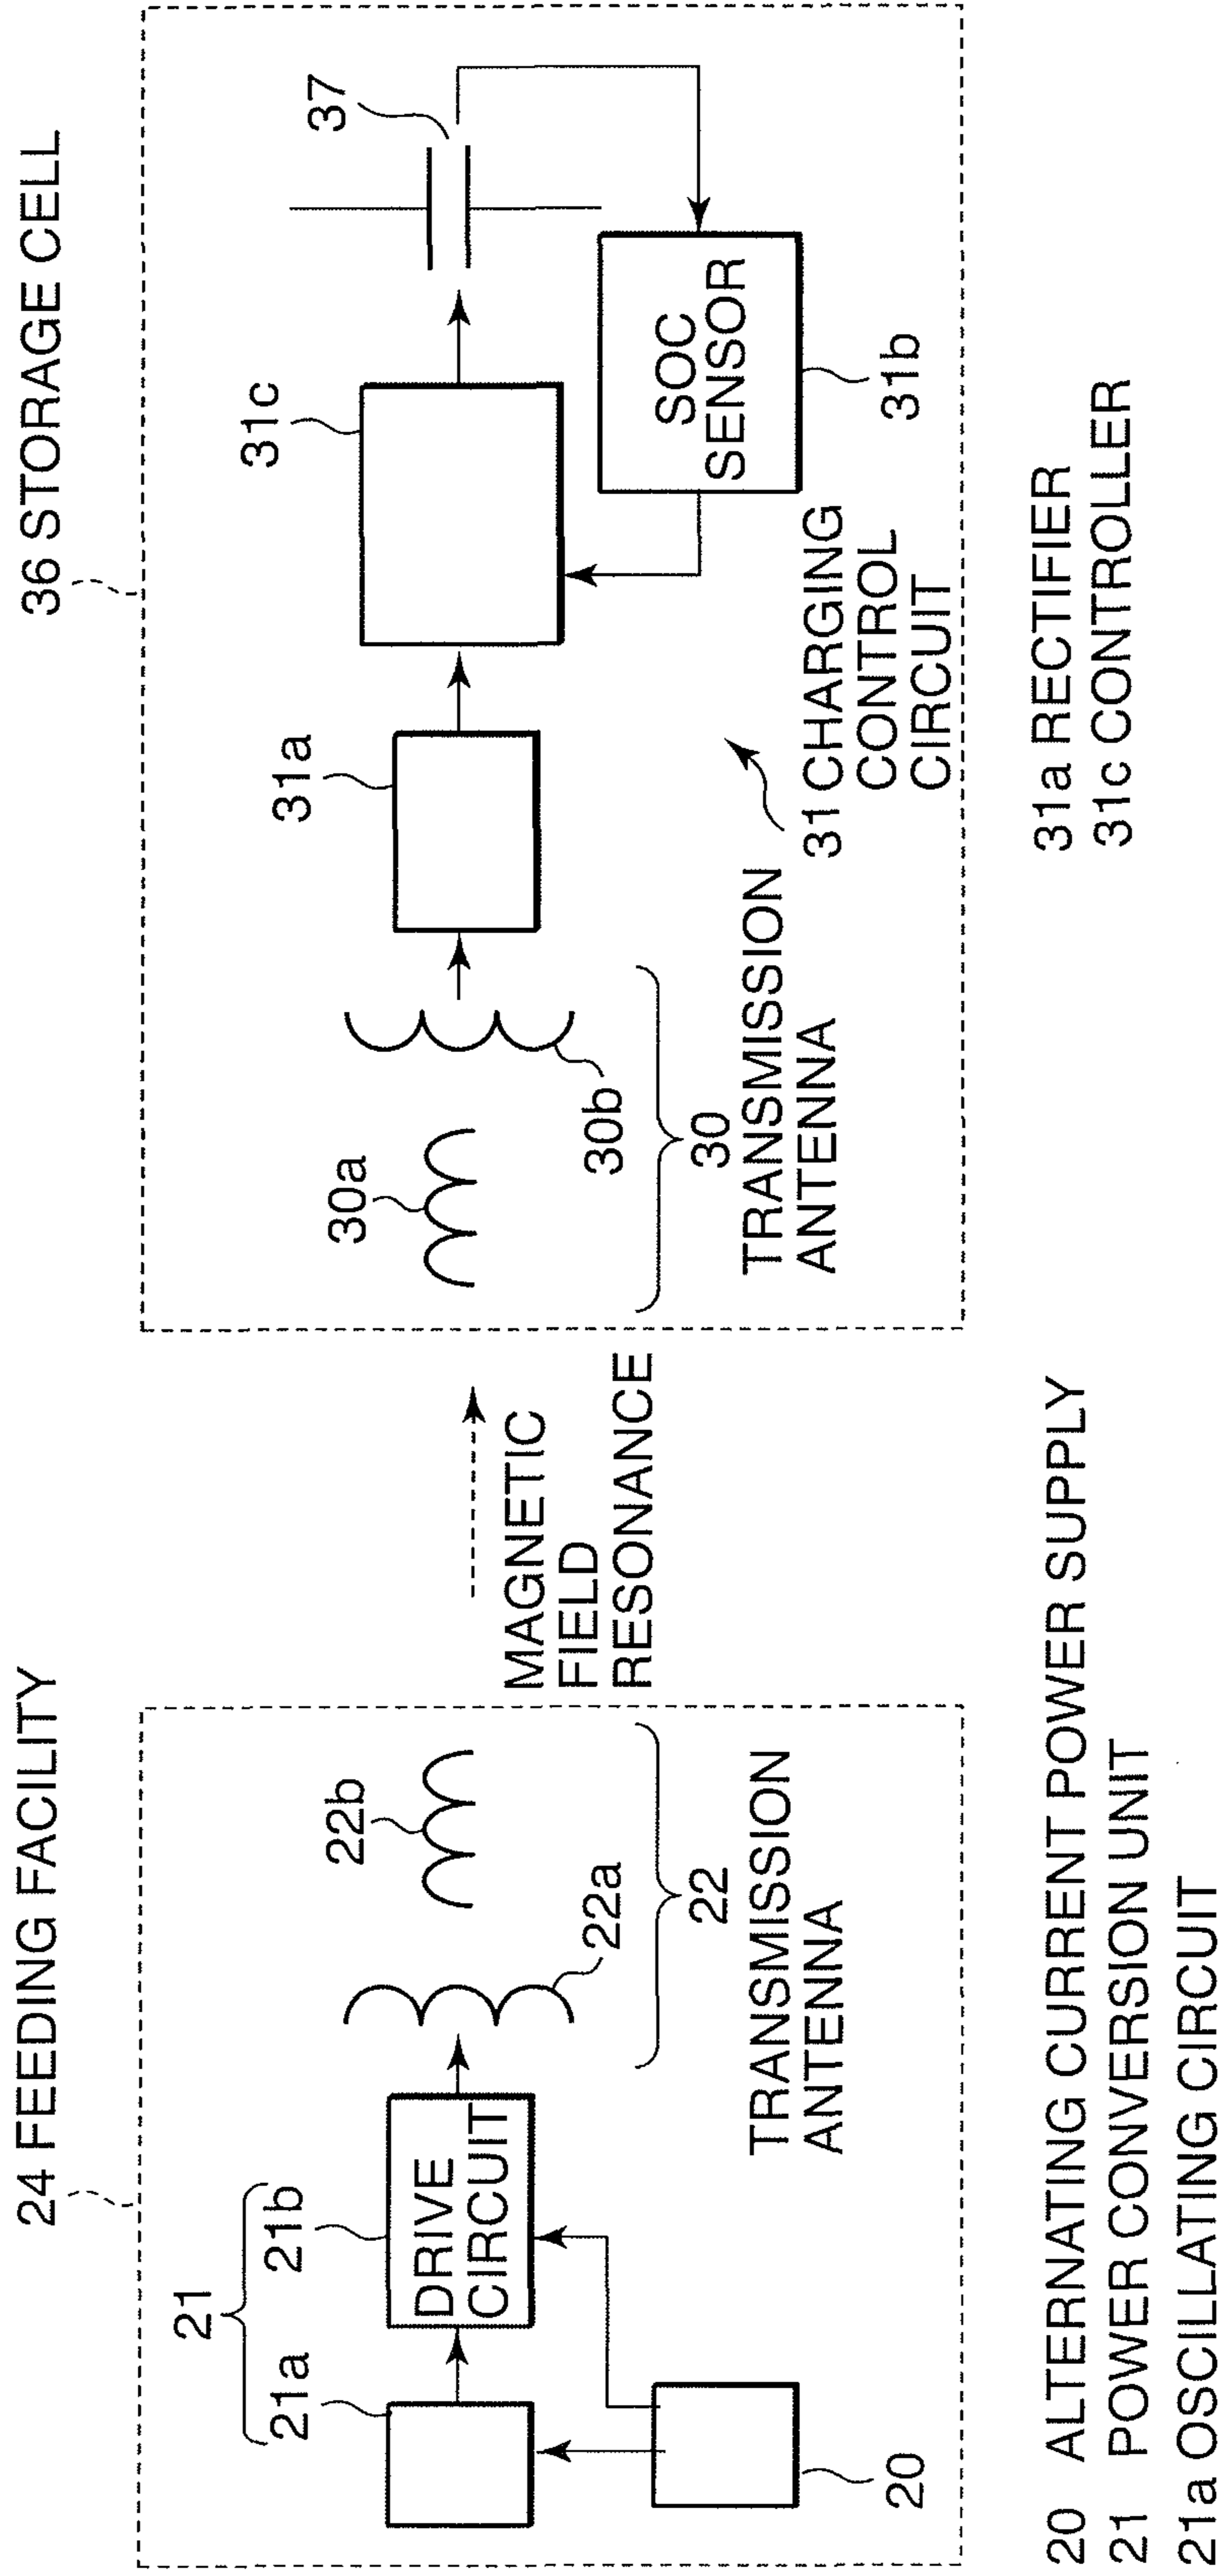 24 FEEDING FACILITY
36 STORAGE CELL
21
21a
21b
DRIVE
CIRCUIT
20
22b
22a
22
TRANSMISSION
ANTENNA
MAGNETIC
FIELD
RESONANCE
30a
30b
30
TRANSMISSION
ANTENNA
31a
31c
37
SOC
SENSOR
31b
31 CHARGING
CONTROL
CIRCUIT
20 ALTERNATING CURRENT POWER SUPPLY
21 POWER CONVERSION UNIT
21a OSCILLATING CIRCUIT
31a RECTIFIER
31c CONTROLLER